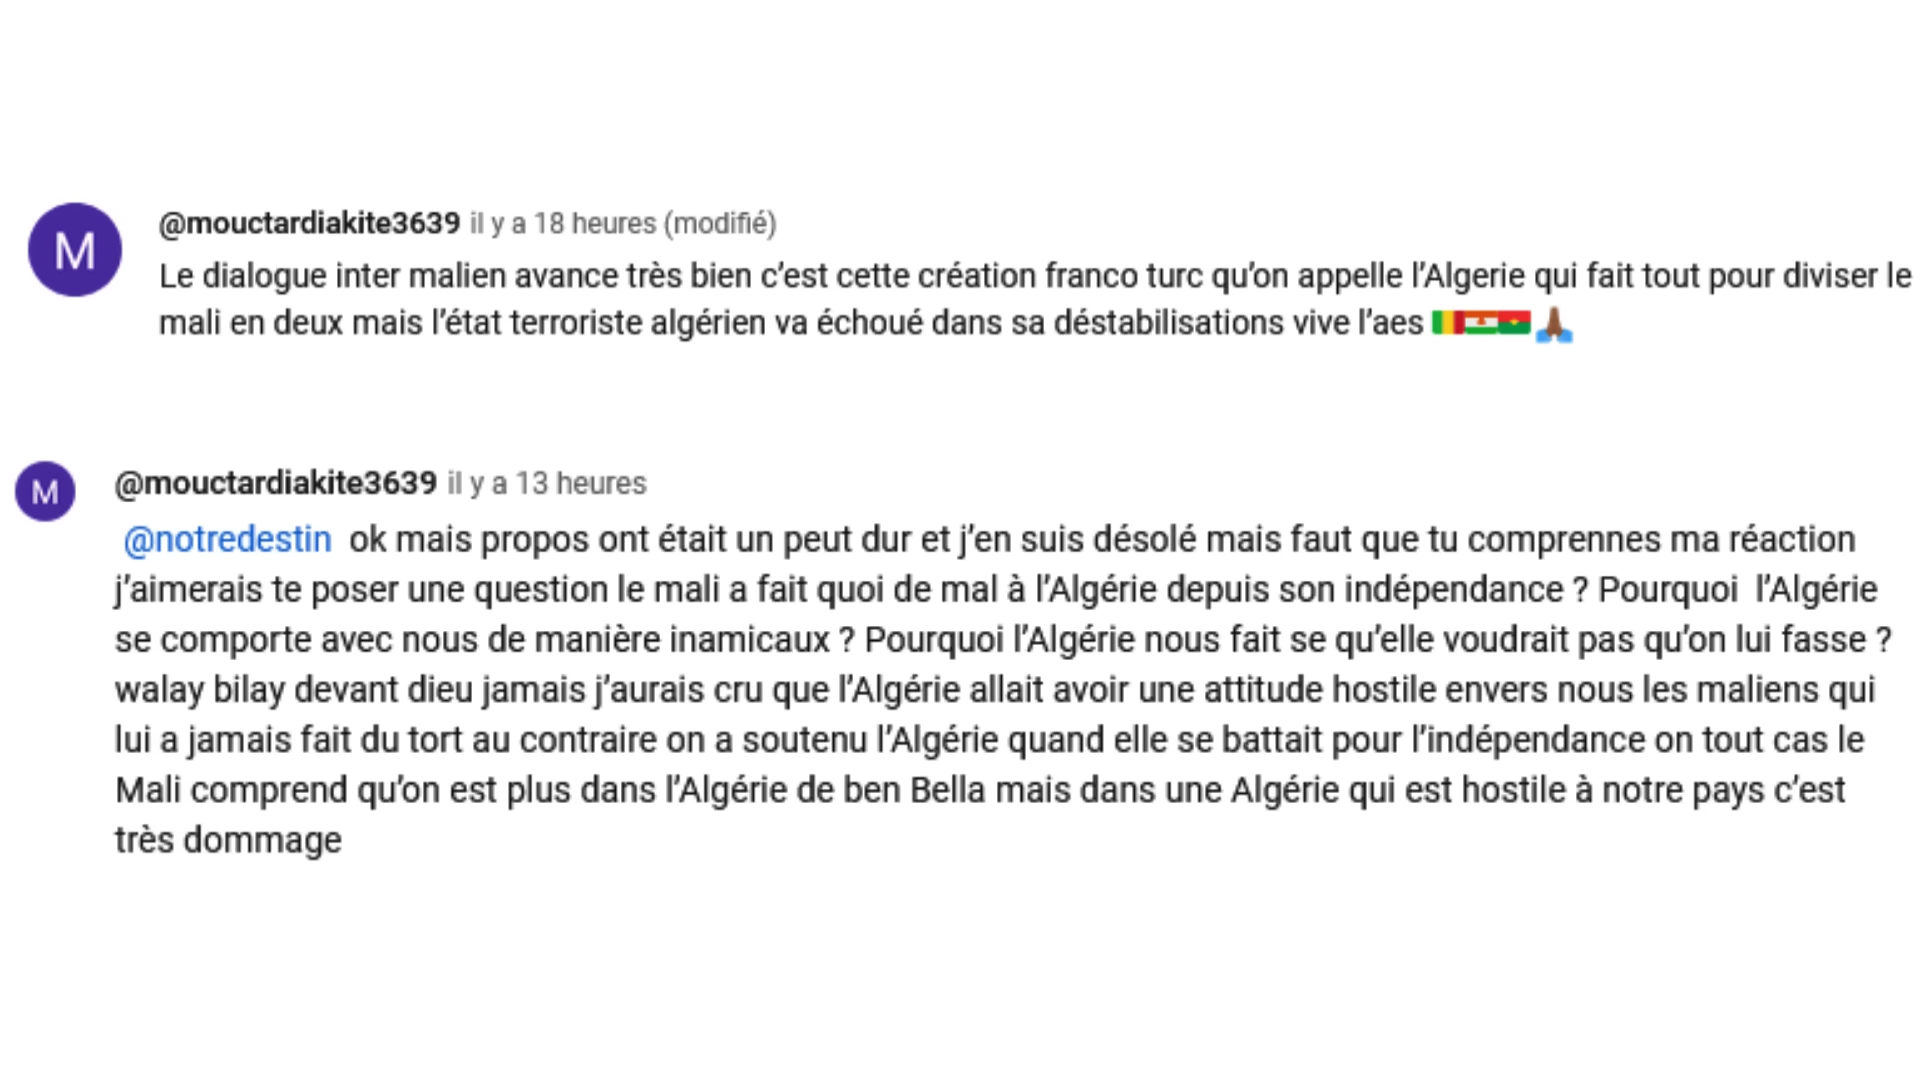 M
@mouctardiakite3639 il y a 18 heures (modifié)
Le dialogue inter malien avance très bien c’est cette création franco turc qu’on appelle l’Algerie qui fait tout pour diviser le
mali en deux mais l’état terroriste algérien va échoué dans sa déstabilisations vive l’aes 🇲🇱🇳🇪🇧🇫🙏🏾
M
@mouctardiakite3639 il y a 13 heures
@notredestin ok mais propos ont était un peut dur et j’en suis désolé mais faut que tu comprennes ma réaction
j’aimerais te poser une question le mali a fait quoi de mal à l’Algérie depuis son indépendance ? Pourquoi l’Algérie
se comporte avec nous de manière inamicaux ? Pourquoi l’Algérie nous fait se qu’elle voudrait pas qu’on lui fasse ?
walay bilay devant dieu jamais j’aurais cru que l’Algérie allait avoir une attitude hostile envers nous les maliens qui
lui a jamais fait du tort au contraire on a soutenu l’Algérie quand elle se battait pour l’indépendance on tout cas le
Mali comprend qu’on est plus dans l’Algérie de ben Bella mais dans une Algérie qui est hostile à notre pays c’est
très dommage